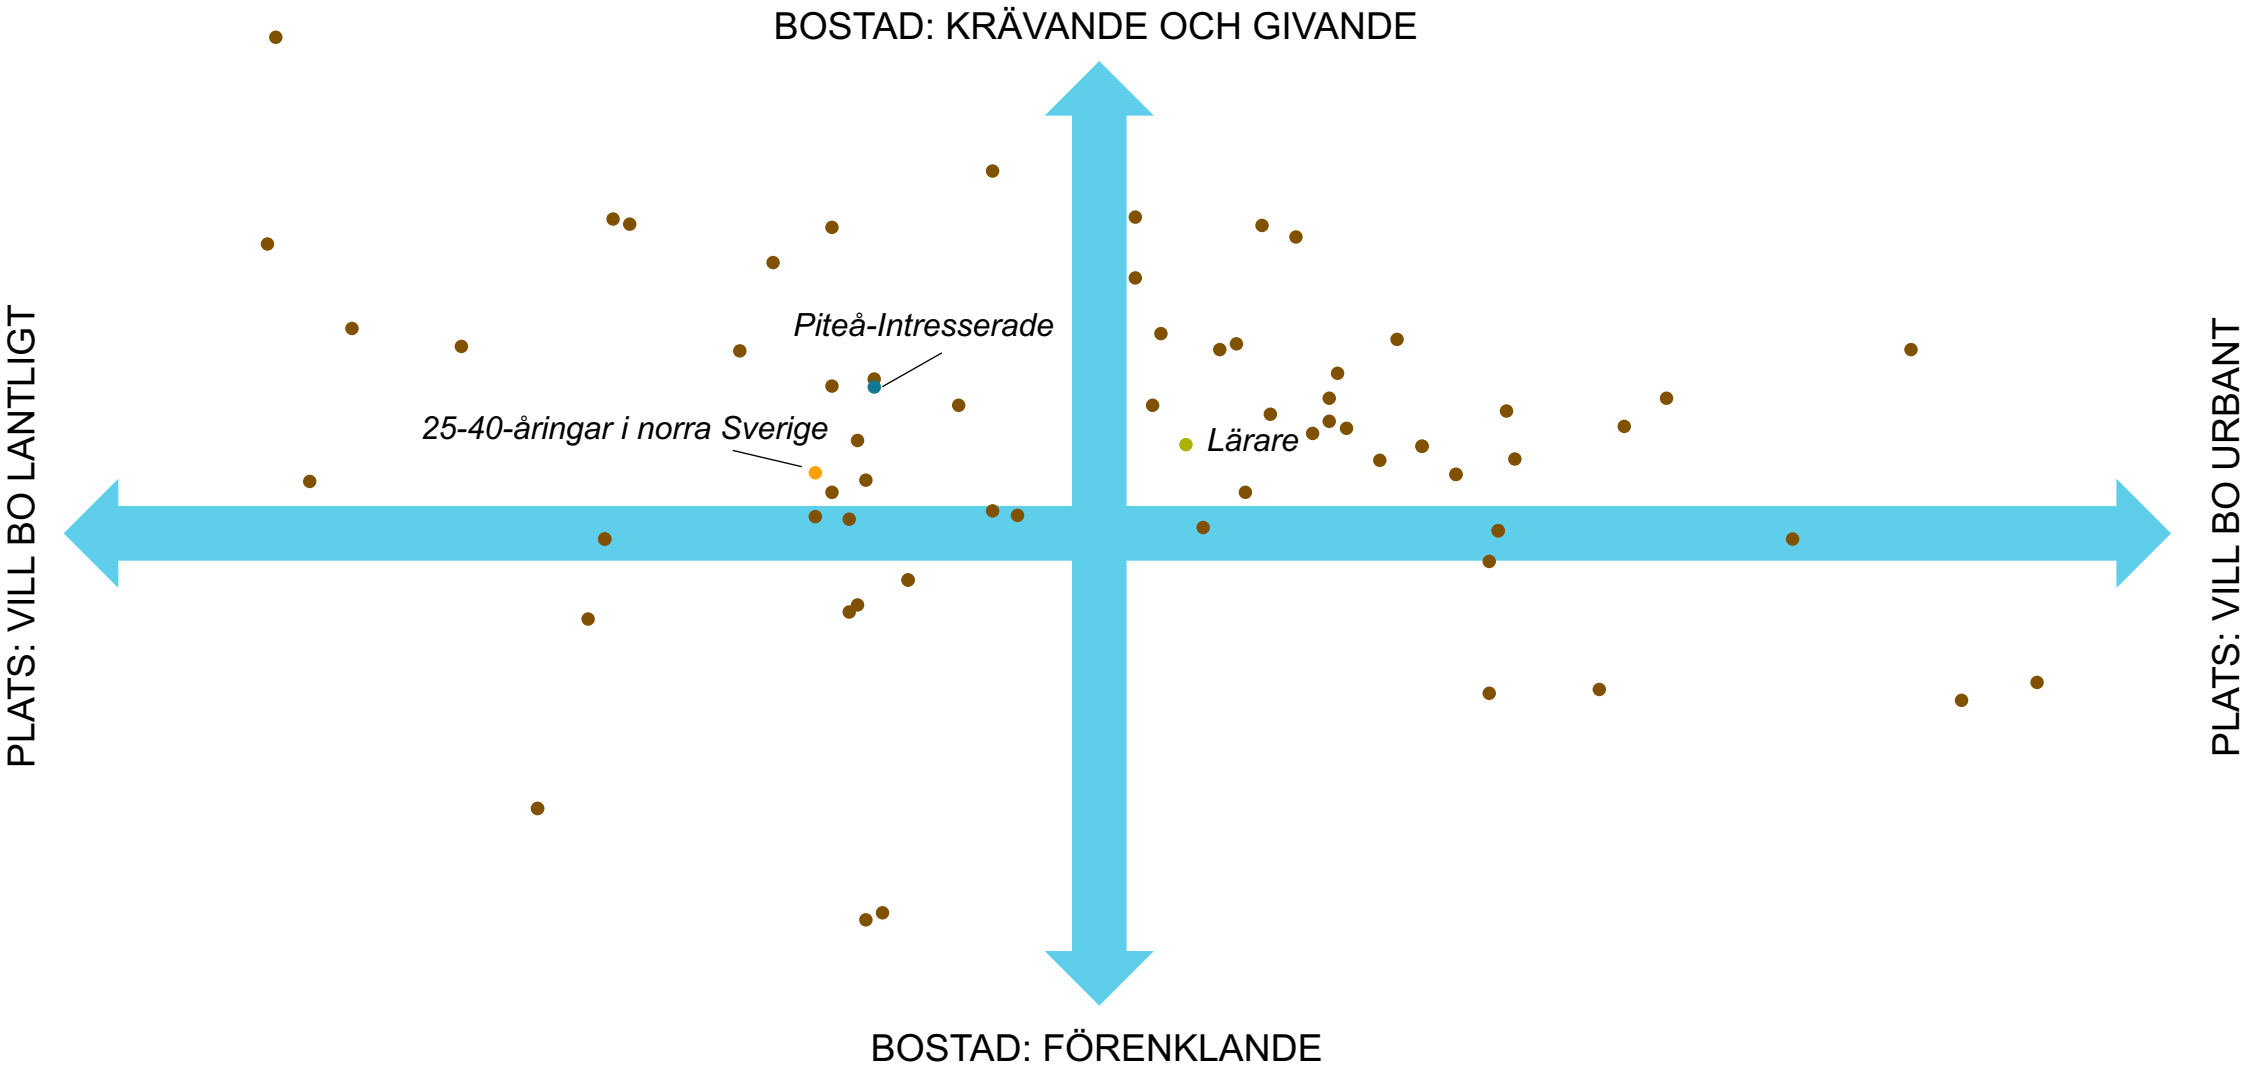 BOSTAD: KRÄVANDE OCH GIVANDE
PLATS: VILL BO LANTLIGT
Piteå-Intresserade
25-40-åringar i norra Sverige
Lärare
PLATS: VILL BO URBANT
BOSTAD: FÖRENKLANDE